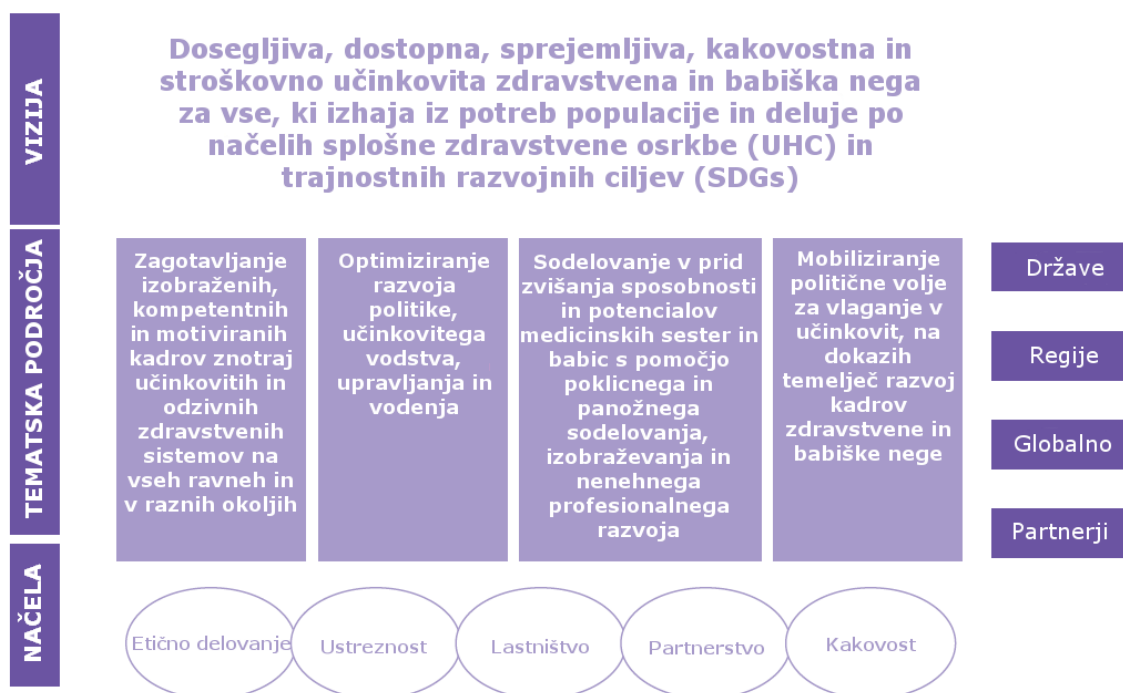 VIZIJA
Dosegljiva, dostopna, sprejemljiva, kakovostna in
stroškovno učinkovita zdravstvena in babiška nega
za vse, ki izhaja iz potreb populacije in deluje po
načelih splošne zdravstvene osrkbe (UHC) in
trajnostnih razvojnih ciljev (SDGs)
TEMATSKA PODROČJA
Zagotavljanje
izobraženih,
kompetentnih
in motiviranih
kadrov znotraj
učinkovitih in
odzivnih
zdravstvenih
sistemov na
vseh ravneh in
v raznih okoljih
Optimiziranje
razvoja
politike,
učinkovitega
vodstva,
upravljanja in
vodenja
Sodelovanje v prid
zvišanja sposobnosti
in potencialov
medicinskih sester in
babic s pomočjo
poklicnega in
panožnega
sodelovanja,
izobraževanja in
nenehnega
profesionalnega
razvoja
Mobiliziranje
politične volje
za vlaganje v
učinkovit, na
dokazih
temelječ razvoj
kadrov
zdravstvene in
babiške nege
Države
Regije
Globalno
Partnerji
NAČELA
Etično delovanje
Ustreznost
Lastništvo
Partnerstvo
Kakovost